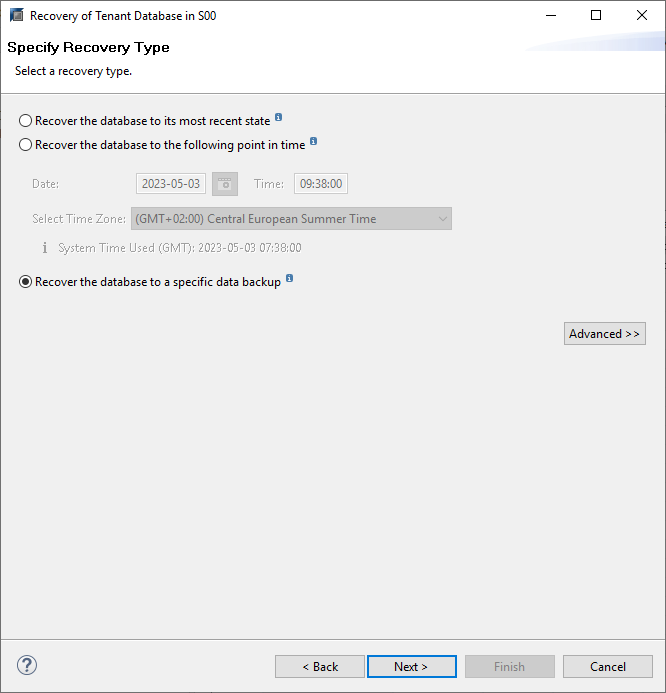 Recovery of Tenant Database in S00
Specify Recovery Type
Select a recovery type.
Recover the database to its most recent state
Recover the database to the following point in time
Date: 2023-05-03 Time: 09:38:00
Select Time Zone: (GMT+02:00) Central European Summer Time
System Time Used (GMT): 2023-05-03 07:38:00
Recover the database to a specific data backup
Advanced >>
? < Back Next > Finish Cancel